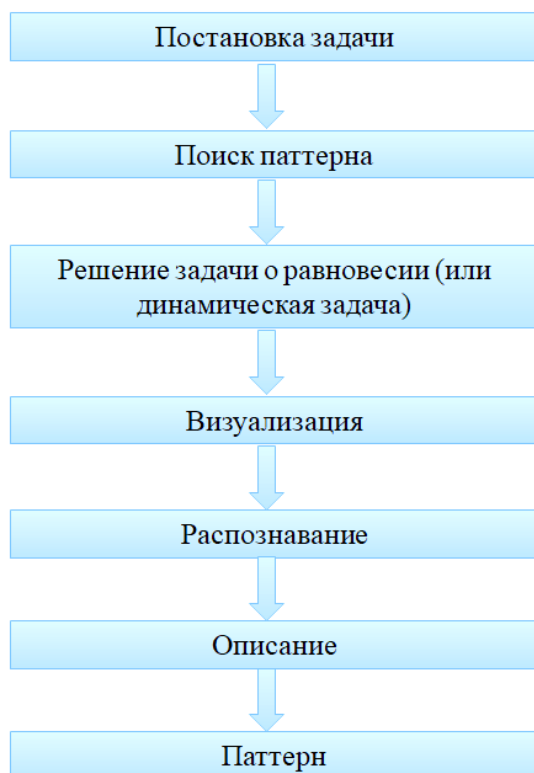 Постановка задачи
Поиск паттерна
Решение задачи о равновесии (или
динамическая задача)
Визуализация
Распознавание
Описание
Паттерн